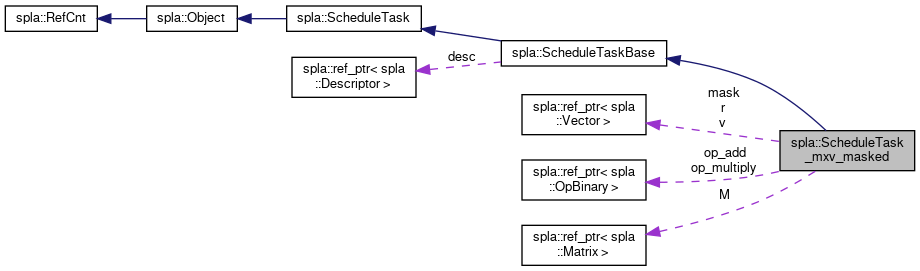 spla::RefCnt
spla::Object
spla::ScheduleTask
spla::ScheduleTaskBase
desc
spla::ref_ptr< spla
::Descriptor >
mask
r
v
spla::ref_ptr< spla
::Vector >
spla::ScheduleTask
_mxv_masked
op_add
op_multiply
spla::ref_ptr< spla
::OpBinary >
M
spla::ref_ptr< spla
::Matrix >